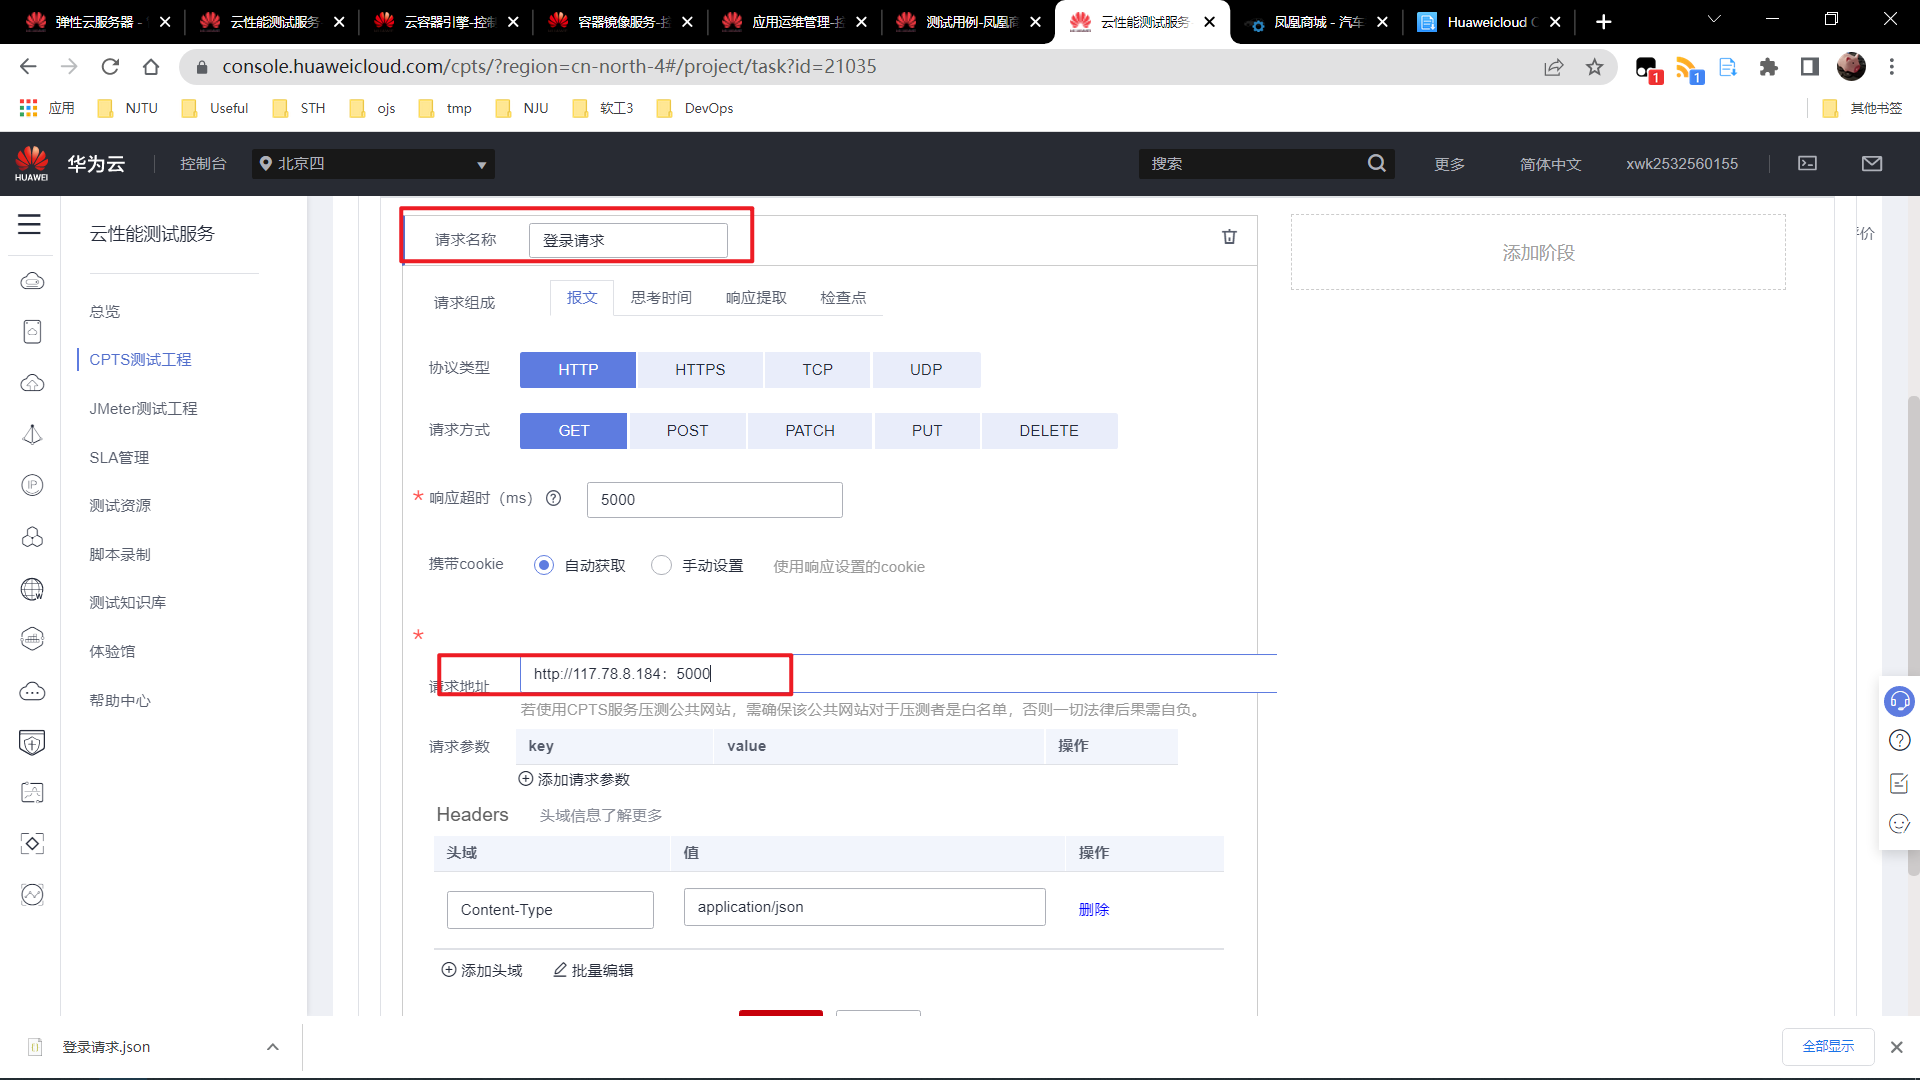 弹性云服务器 -
云性能测试服务
云容器引擎-控制
容器镜像服务-控
应用运维管理-控
测试用例-凤凰商
云性能测试服务
凤凰商城 - 汽车
Huaweicloud
console.huaweicloud.com/cpts/?region=cn-north-4#/project/task?id=21035
1
1
应用
NJTU
Useful
STH
ojs
tmp
NJU
软工3
DevOps
其他书签
HUAWEI
华为云
控制台
北京四
搜索
更多
简体中文
xwk2532560155
云性能测试服务
总览
CPTS测试工程
JMeter测试工程
SLA管理
测试资源
脚本录制
测试知识库
体验馆
帮助中心
请求名称
登录请求
添加阶段
评价
请求组成
报文
思考时间
响应提取
检查点
协议类型
HTTP
HTTPS
TCP
UDP
请求方式
GET
POST
PATCH
PUT
DELETE
* 响应超时（ms）
5000
携带cookie
自动获取
手动设置
使用响应设置的cookie
*
请求地址
http://117.78.8.184：5000
若使用CPTS服务压测公共网站，需确保该公共网站对于压测者是白名单，否则一切法律后果需自负。
请求参数
key
value
操作
添加请求参数
Headers
头域信息了解更多
头域
值
操作
Content-Type
application/json
删除
添加头域
批量编辑
登录请求.json
全部显示